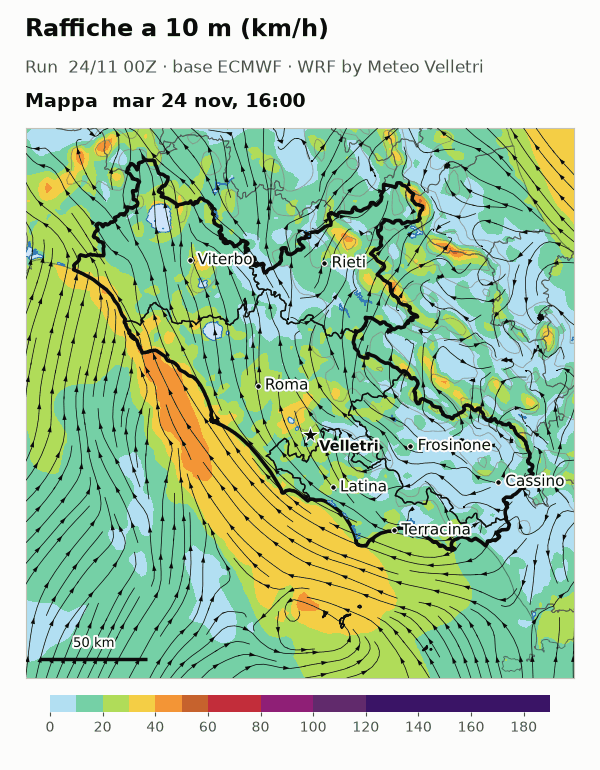 Raffiche a 10 m (km/h)
Run  24/11 00Z · base ECMWF · WRF by Meteo Velletri
Mappa  mar 24 nov, 16:00
Viterbo
Rieti
Roma
Velletri
Frosinone
Latina
Cassino
Terracina
50 km
0 20 40 60 80 100 120 140 160 180